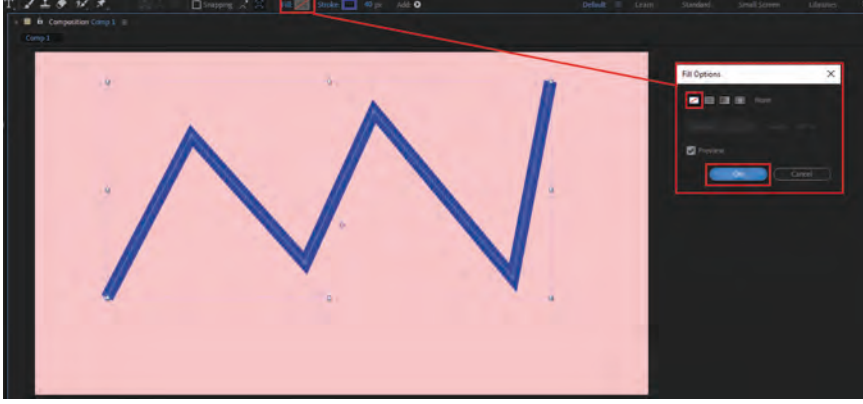 Snapping Fill Stroke 40 px Add Default Learn Standard Small Screen Libraries
× Composition Comp 1 ≡
Comp 1
Fill Options ×
None
Preview
OK Cancel